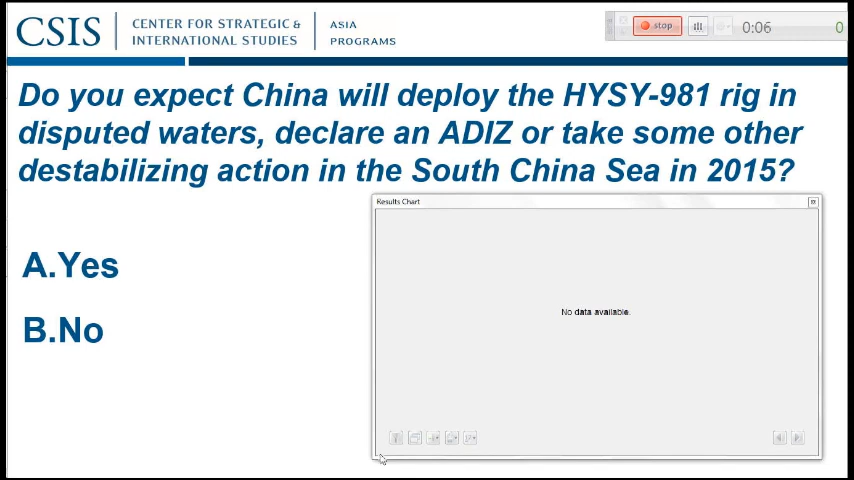 CSIS
CENTER FOR STRATEGIC &
INTERNATIONAL STUDIES
ASIA
PROGRAMS
stop
0:06
0
Do you expect China will deploy the HYSY-981 rig in
disputed waters, declare an ADIZ or take some other
destabilizing action in the South China Sea in 2015?
Results Chart
A.Yes
No data available.
B.No